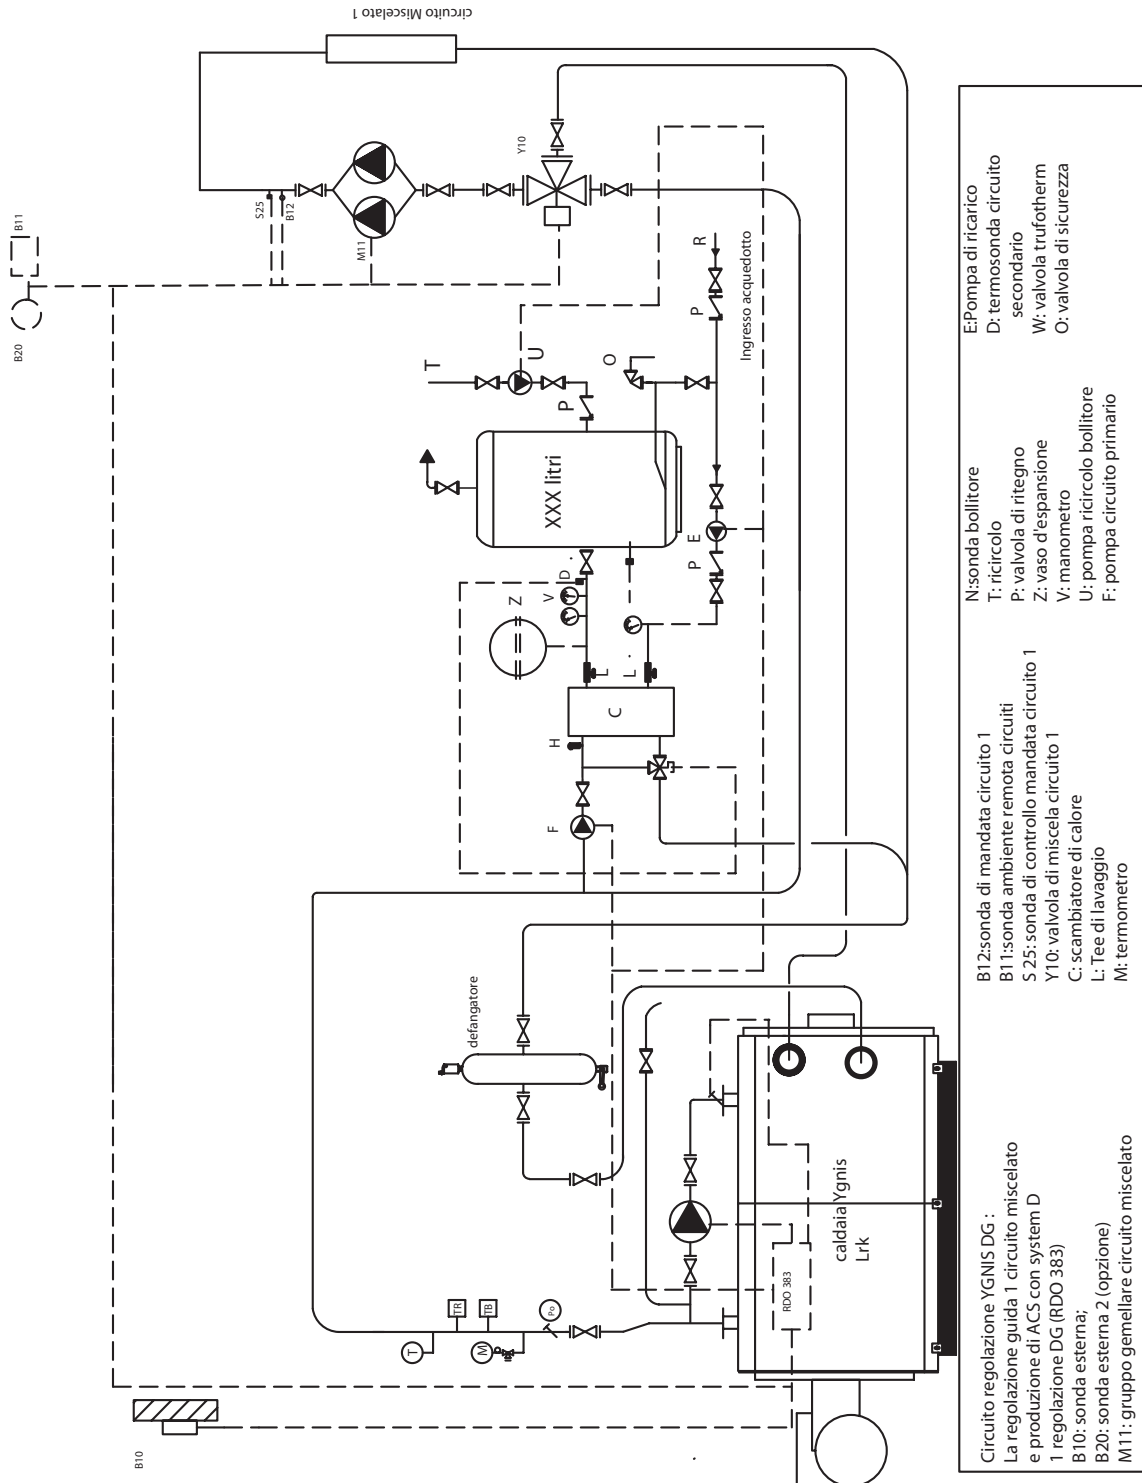 circuito Miscelato 1
B11
B20
S25
B12
M11
Y10
T
U
P
O
P
R
Ingresso acquedotto
XXX litri
E
P
D
V
Z
L
L
C
H
F
defangatore
TR
TB
T
M
Po
RDO 383
caldaia Ygnis
Lrk
B10
Circuito regolazione YGNIS DG :
La regolazione guida 1 circuito miscelato
e produzione di ACS con system D
1 regolazione DG (RDO 383)
B10: sonda esterna;
B20: sonda esterna 2 (opzione)
M11: gruppo gemellare circuito niscelato
B12:sonda di mandata circuito 1
B11:sonda ambiente remota circuiti
S 25: sonda di controllo mandata circuito 1
Y10: valvola di miscela circuito 1
C: scambiatore di calore
L: Tee di lavaggio
M: termometro
N:sonda bollitore
T: ricircolo
P: valvola di ritegno
Z: vaso d'espansione
V: manometro
U: pompa ricircolo bollitore
F: pompa circuito primario
E:Pompa di ricarico
D: termosonda circuito
secondario
W: valvola trufotherm
O: valvola di sicurezza